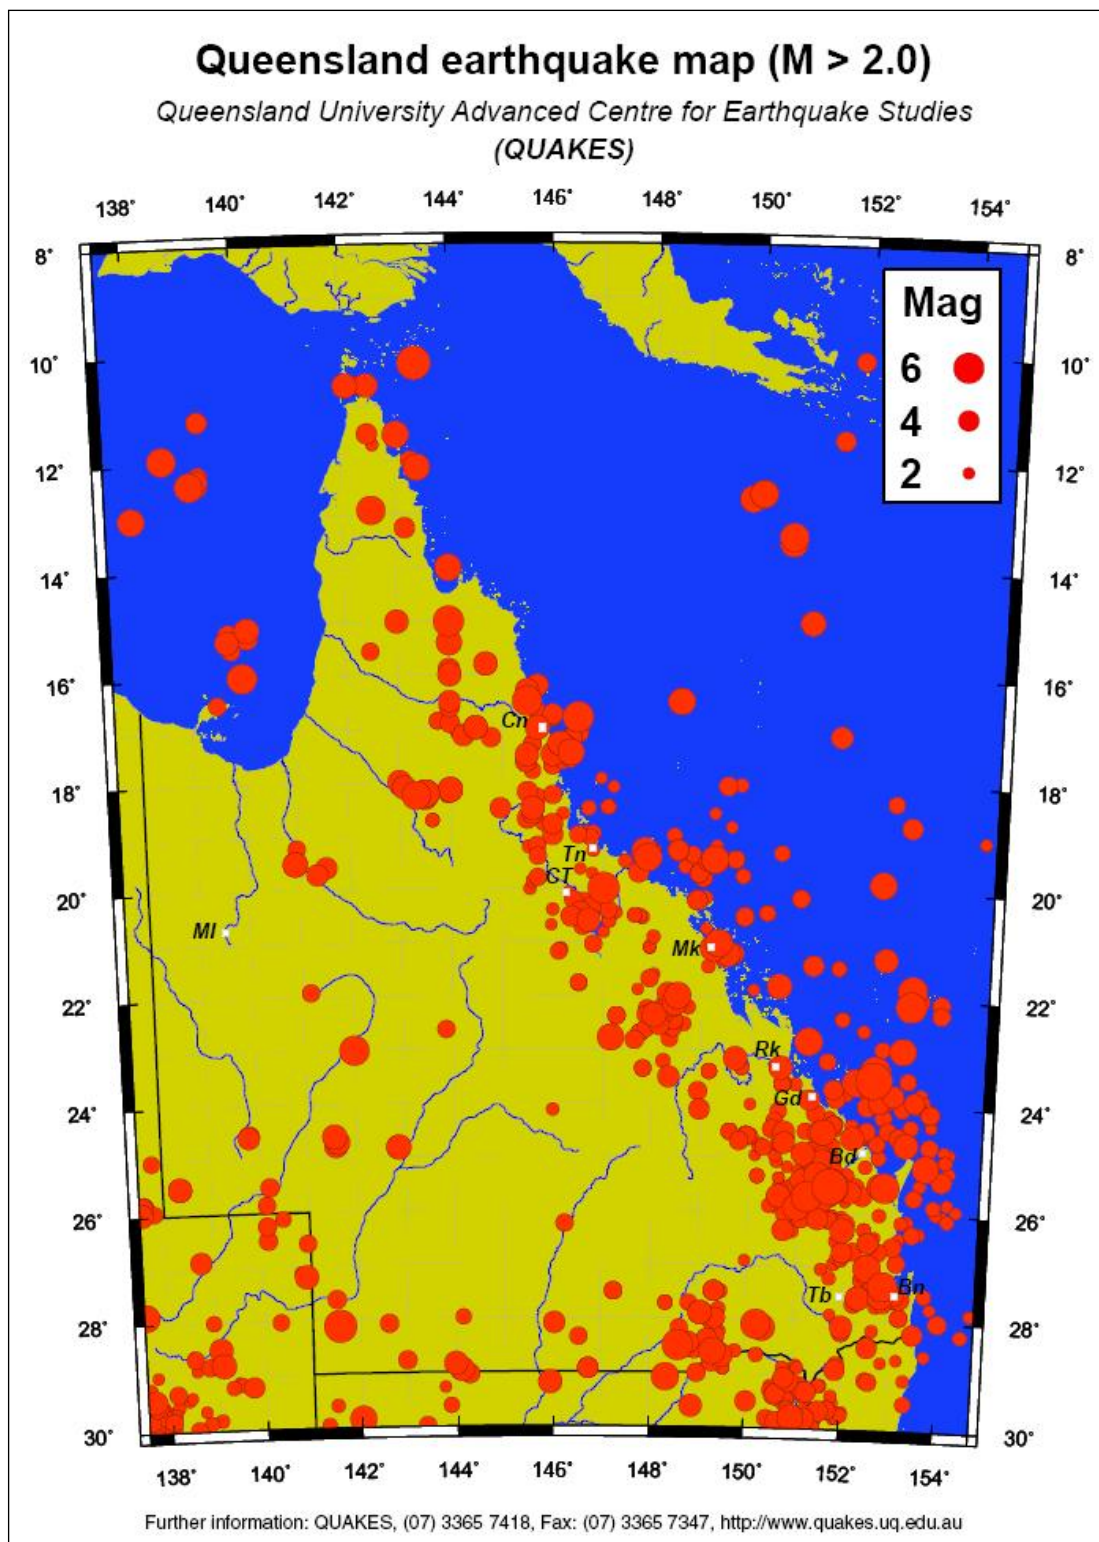 Queensland earthquake map (M > 2.0)
Queensland University Advanced Centre for Earthquake Studies
(QUAKES)
138° 140° 142° 144° 146° 148° 150° 152° 154°
8° 8°
Mag
6
4
2
10° 10°
12° 12°
14° 14°
16° 16°
Cn
18° 18°
Tn
CT
20° 20°
MI
Mk
22° 22°
Rk
Gd
24° 24°
Bd
26° 26°
Tb Bn
28° 28°
30° 30°
138° 140° 142° 144° 146° 148° 150° 152° 154°
Further information: QUAKES, (07) 3365 7418, Fax: (07) 3365 7347, http://www.quakes.uq.edu.au